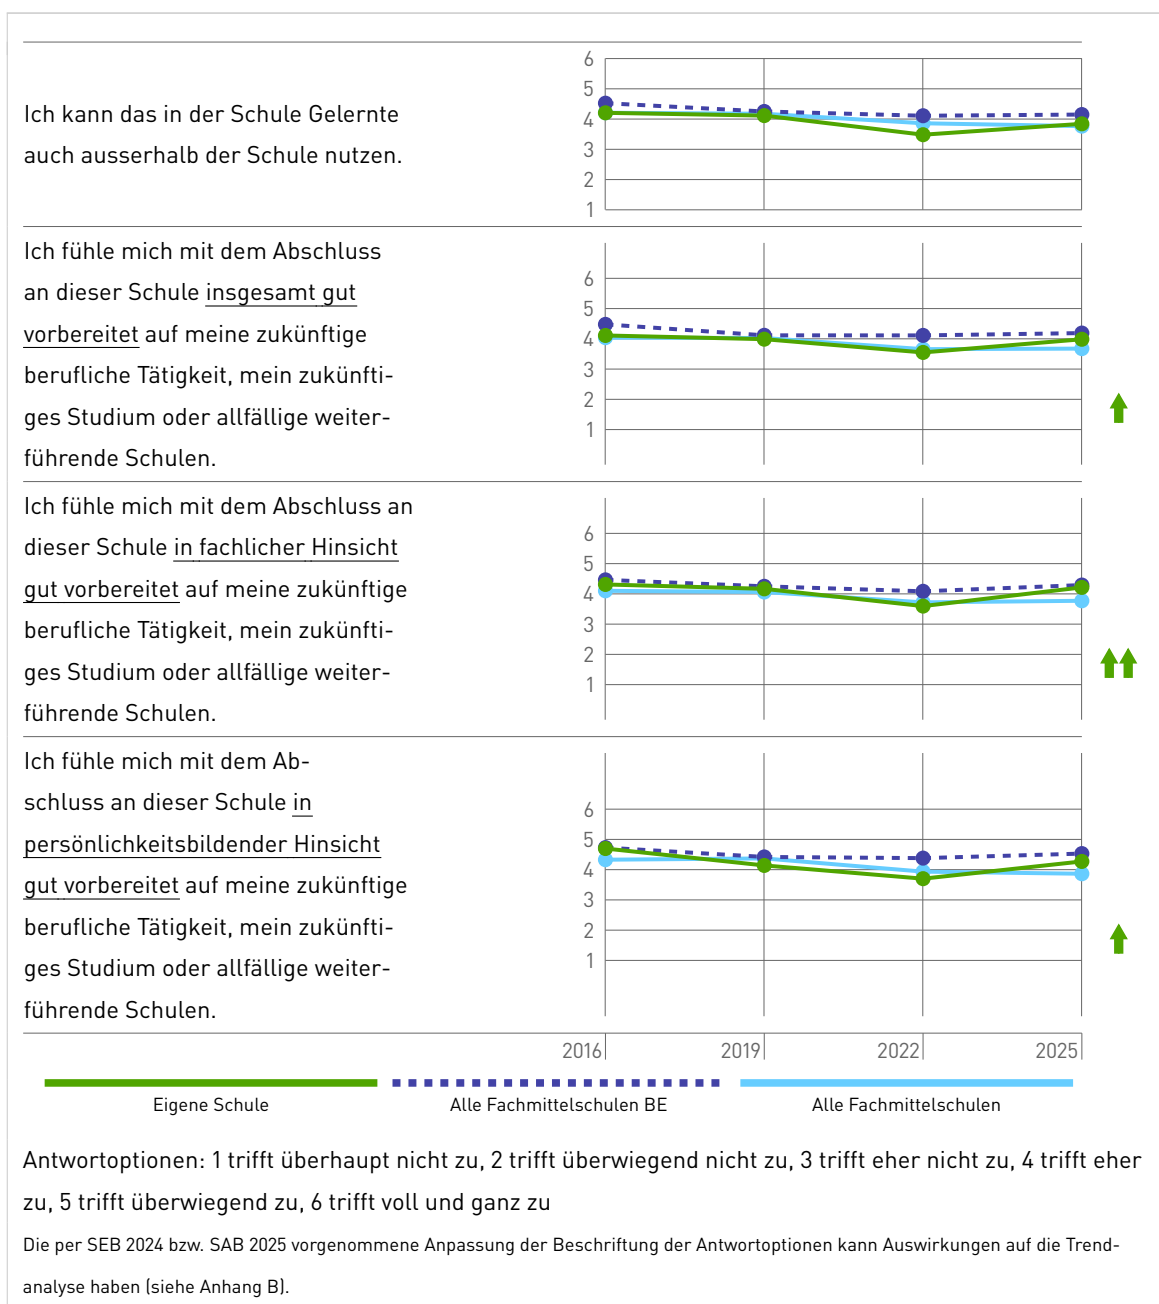 6
5
4
3
2
1
Ich kann das in der Schule Gelernte
auch ausserhalb der Schule nutzen.
Ich fühle mich mit dem Abschluss
an dieser Schule insgesamt gut
vorbereitet auf meine zukünftige
berufliche Tätigkeit, mein zukünfti-
ges Studium oder allfällige weiter-
führende Schulen.
6
5
4
3
2
1
Ich fühle mich mit dem Abschluss an
dieser Schule in fachlicher Hinsicht
gut vorbereitet auf meine zukünftige
berufliche Tätigkeit, mein zukünfti-
ges Studium oder allfällige weiter-
führende Schulen.
6
5
4
3
2
1
Ich fühle mich mit dem Ab-
schluss an dieser Schule in
persönlichkeitsbildender Hinsicht
gut vorbereitet auf meine zukünftige
berufliche Tätigkeit, mein zukünfti-
ges Studium oder allfällige weiter-
führende Schulen.
6
5
4
3
2
1
2016 2019 2022 2025
Eigene Schule Alle Fachmittelschulen BE Alle Fachmittelschulen
Antwortoptionen: 1 trifft überhaupt nicht zu, 2 trifft überwiegend nicht zu, 3 trifft eher nicht zu, 4 trifft eher
zu, 5 trifft überwiegend zu, 6 trifft voll und ganz zu
Die per SEB 2024 bzw. SAB 2025 vorgenommene Anpassung der Beschriftung der Antwortoptionen kann Auswirkungen auf die Trend-
analyse haben (siehe Anhang B).